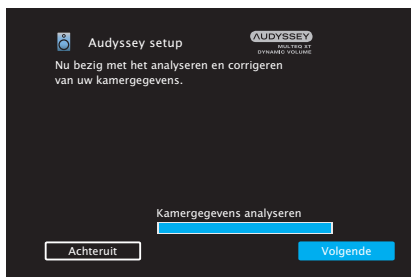 Audyssey setup
AUDYSSEY
MULTEQ XT
DYNAMIC VOLUME
Nu bezig met het analyseren en corrigeren
van uw kamergegevens.
Kamergegevens analyseren
Achteruit
Volgende